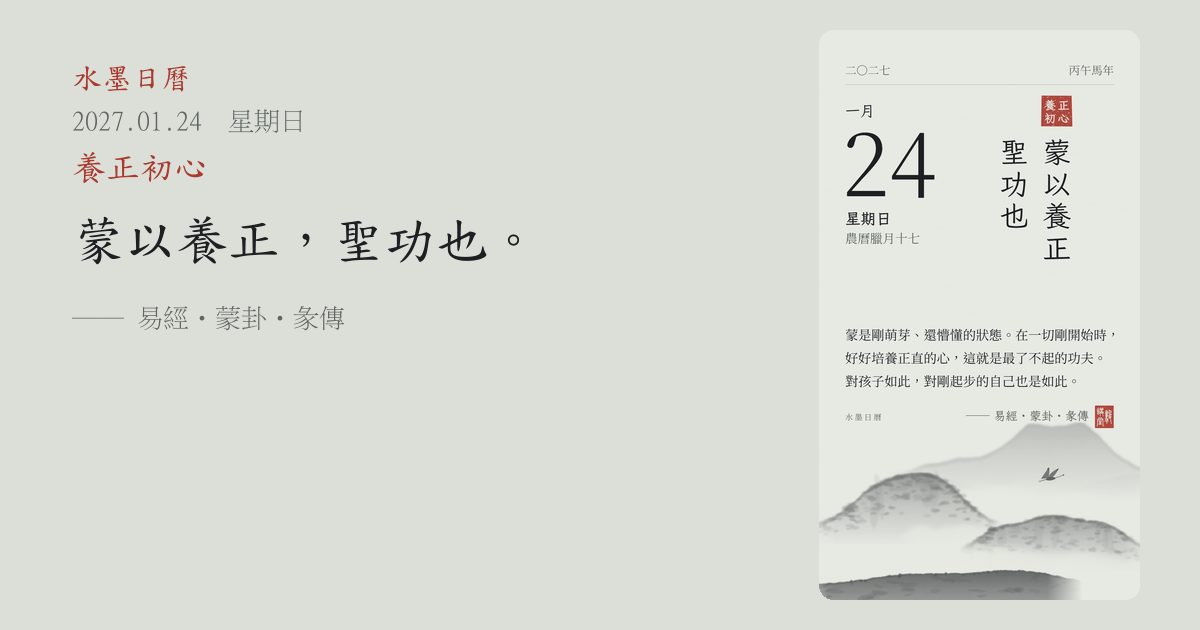 水墨日曆
2027.01.24 星期日
養正初心
蒙以養正，聖功也。
—— 易經・蒙卦・彖傳
二〇二七
丙午馬年
一月
24
星期日
農曆臘月十七
養正
初心
蒙以養正
聖功也
蒙是剛萌芽、還懵懂的狀態。在一切剛開始時，
好好培養正直的心，這就是最了不起的功夫。
對孩子如此，對剛起步的自己也是如此。
水墨日曆
—— 易經・蒙卦・彖傳